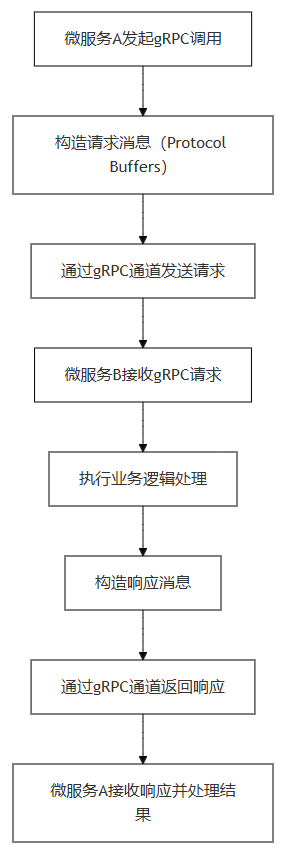 微服务A发起gRPC调用
构造请求消息（Protocol
Buffers）
通过gRPC通道发送请求
微服务B接收gRPC请求
执行业务逻辑处理
构造响应消息
通过gRPC通道返回响应
微服务A接收响应并处理结
果